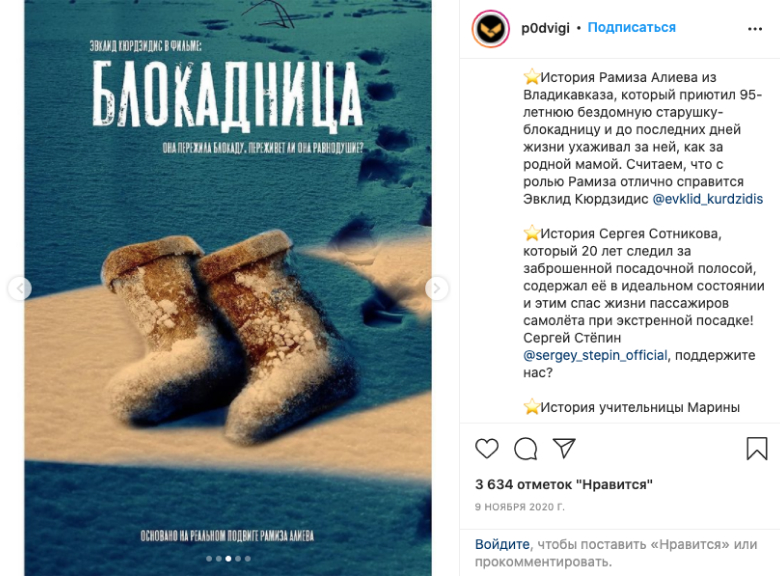 ЭВКЛИД КЮРДЗИДИС В ФИЛЬМЕ:
БЛОКАДНИЦА
ОНА ПЕРЕЖИЛА БЛОКАДУ. ПЕРЕЖИВЕТ ЛИ ОНА РАВНОДУШИЕ?
ОСНОВАНО НА РЕАЛЬНОМ ПОДВИГЕ РАМИЗА АЛИЕВА
p0dvigi • Подписаться
⭐История Рамиза Алиева из
Владикавказа, который приютил 95-
летнюю бездомную старушку-
блокадницу и до последних дней
жизни ухаживал за ней, как за
родной мамой. Считаем, что с
ролью Рамиза отлично справится
Эвклид Кюрдзидис @evklid_kurdzidis
⭐История Сергея Сотникова,
который 20 лет следил за
заброшенной посадочной полосой,
содержал её в идеальном состоянии
и этим спас жизни пассажиров
самолёта при экстренной посадке!
Сергей Стёпин
@sergey_stepin_official, поддержите
нас?
⭐История учительницы Марины
3 634 отметок "Нравится"
9 НОЯБРЯ 2020 Г.
Войдите, чтобы поставить «Нравится» или
прокомментировать.